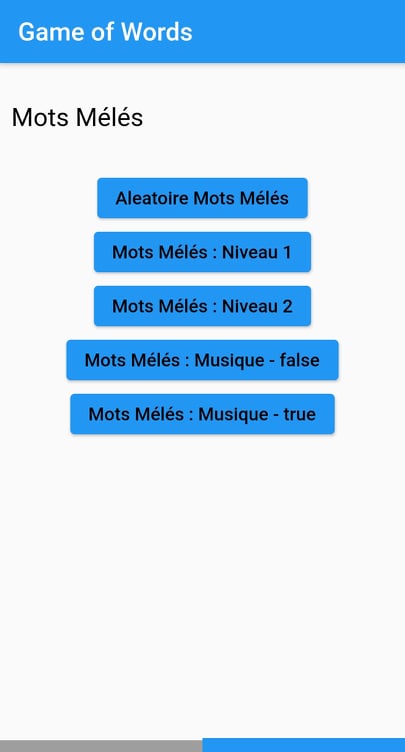 Game of Words
Mots Mélés
Aleatoire Mots Mélés
Mots Mélés : Niveau 1
Mots Mélés : Niveau 2
Mots Mélés : Musique - false
Mots Mélés : Musique - true